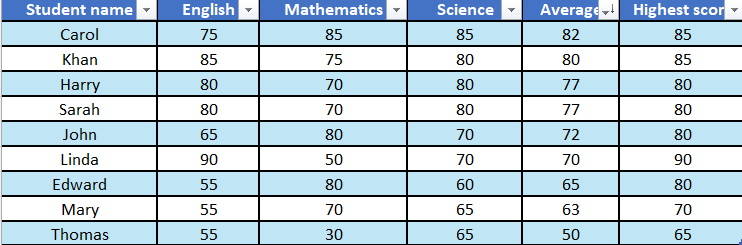 Student name English Mathematics Science Average Highest scor
Carol 75 85 85 82 85
Khan 85 75 80 80 85
Harry 80 70 80 77 80
Sarah 80 70 80 77 80
John 65 80 70 72 80
Linda 90 50 70 70 90
Edward 55 80 60 65 80
Mary 55 70 65 63 70
Thomas 55 30 65 50 65